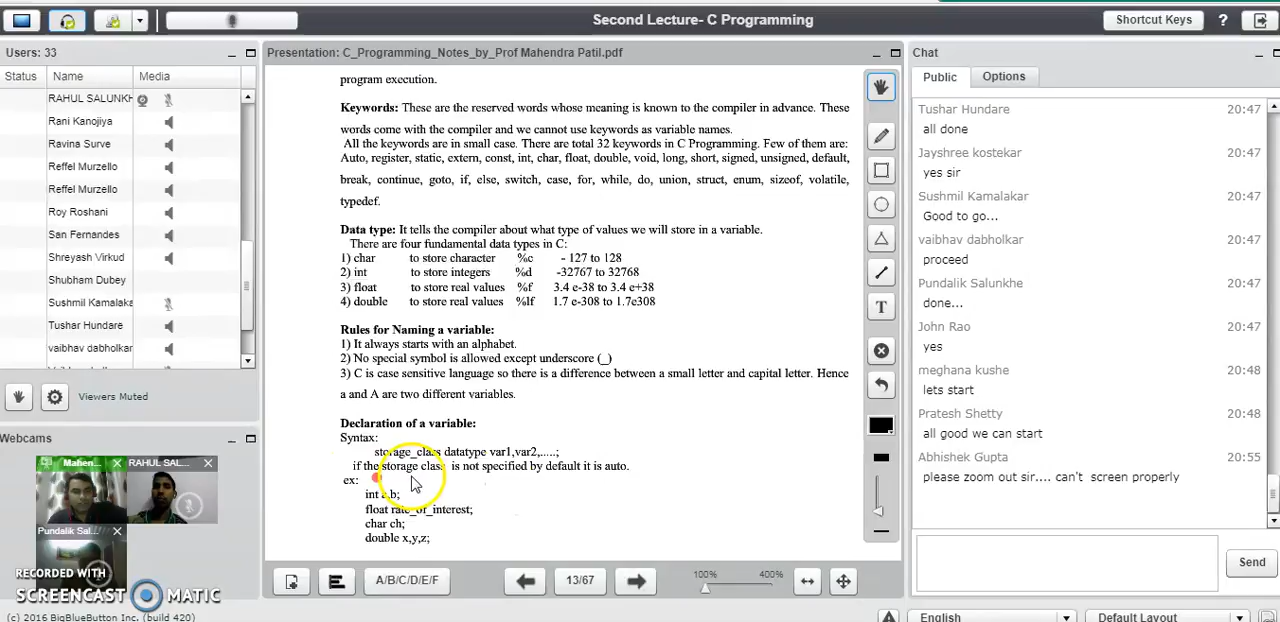 Second Lecture- C Programming
Shortcut Keys
?
Users: 33
Status Name Media
RAHUL SALUNKH
Rani Kanojiya
Ravina Surve
Reffel Murzello
Reffel Murzello
Roy Roshani
San Fernandes
Shreyash Virkud
Shubham Dubey
Sushmil Kamalaka
Tushar Hundare
vaibhav dabholkar
Viewers Muted
Webcams
Mahen...
RAHUL SAL...
Pundalik Sal...
RECORDED WITH
SCREENCAST MATIC
(c) 2016 BigBlueButton Inc. (build 420)
Presentation: C_Programming_Notes_by_Prof Mahendra Patil.pdf
program execution.
Keywords: These are the reserved words whose meaning is known to the compiler in advance. These
words come with the compiler and we cannot use keywords as variable names.
All the keywords are in small case. There are total 32 keywords in C Programming. Few of them are:
Auto, register, static, extern, const, int, char, float, double, void, long, short, signed, unsigned, default,
break, continue, goto, if, else, switch, case, for, while, do, union, struct, enum, sizeof, volatile,
typedef.
Data type: It tells the compiler about what type of values we will store in a variable.
There are four fundamental data types in C:
1) char to store character %c - 127 to 128
2) int to store integers %d -32767 to 32768
3) float to store real values %f 3.4 e-38 to 3.4 e+38
4) double to store real values %lf 1.7 e-308 to 1.7e308
Rules for Naming a variable:
1) It always starts with an alphabet.
2) No special symbol is allowed except underscore (_)
3) C is case sensitive language so there is a difference between a small letter and capital letter. Hence
a and A are two different variables.
Declaration of a variable:
Syntax:
storage_class datatype var1,var2,.....;
if the storage class is not specified by default it is auto.
ex:
int a,b;
float rate_of_interest;
char ch;
double x,y,z;
T
A/B/C/D/E/F
13/67
100% 400%
Chat
Public Options
Tushar Hundare 20:47
all done
Jayshree kostekar 20:47
yes sir
Sushmil Kamalakar 20:47
Good to go...
vaibhav dabholkar 20:47
proceed
Pundalik Salunkhe 20:47
done...
John Rao 20:47
yes
meghana kushe 20:48
lets start
Pratesh Shetty 20:48
all good we can start
Abhishek Gupta 20:55
please zoom out sir.... can't screen properly
Send
English
Default Layout